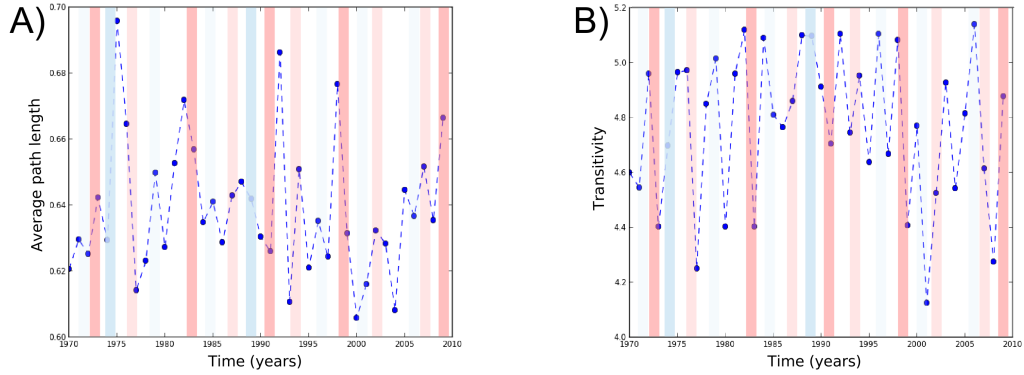 A)
0.70
0.68
0.66
0.64
0.62
0.60
Average path length
1970 1975 1980 1985 1990 1995 2000 2005 2010
Time (years)
B)
5.2
5.0
4.8
4.6
4.4
4.2
4.0
Transtivity
1970 1975 1980 1985 1990 1995 2000 2005 2010
Time (years)